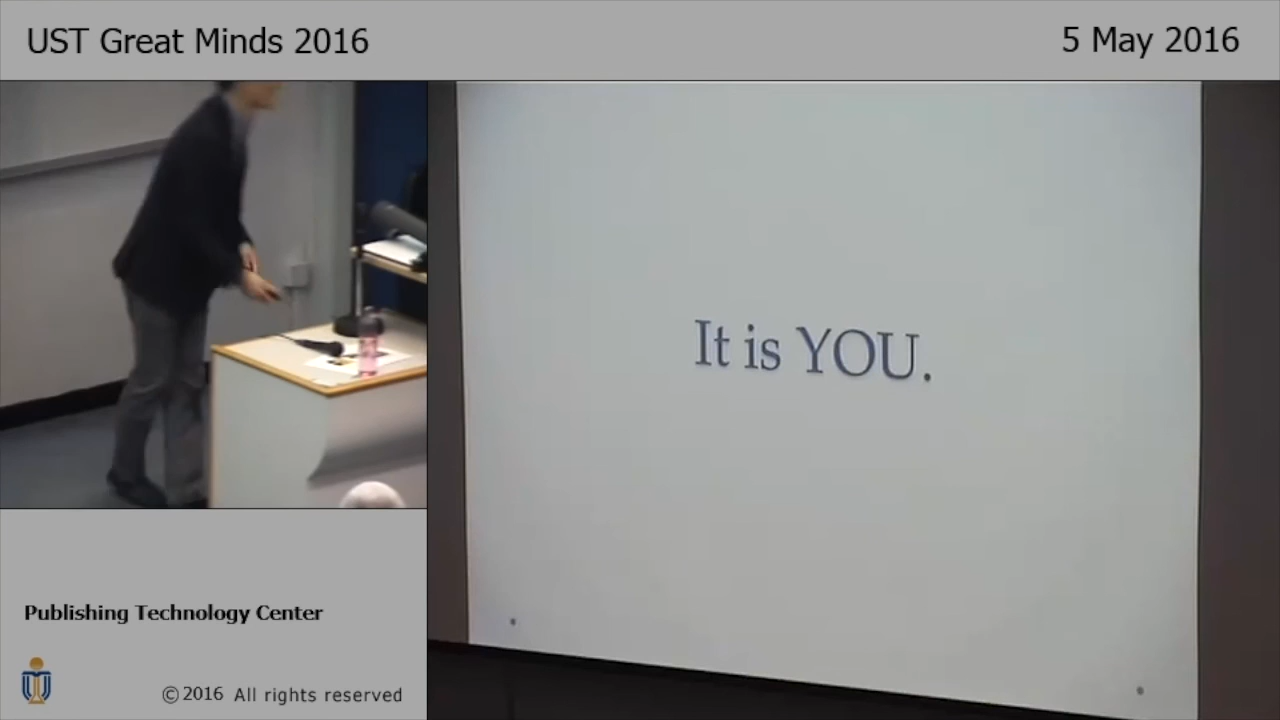 UST Great Minds 2016
5 May 2016
It is YOU.
Publishing Technology Center
© 2016 All rights reserved